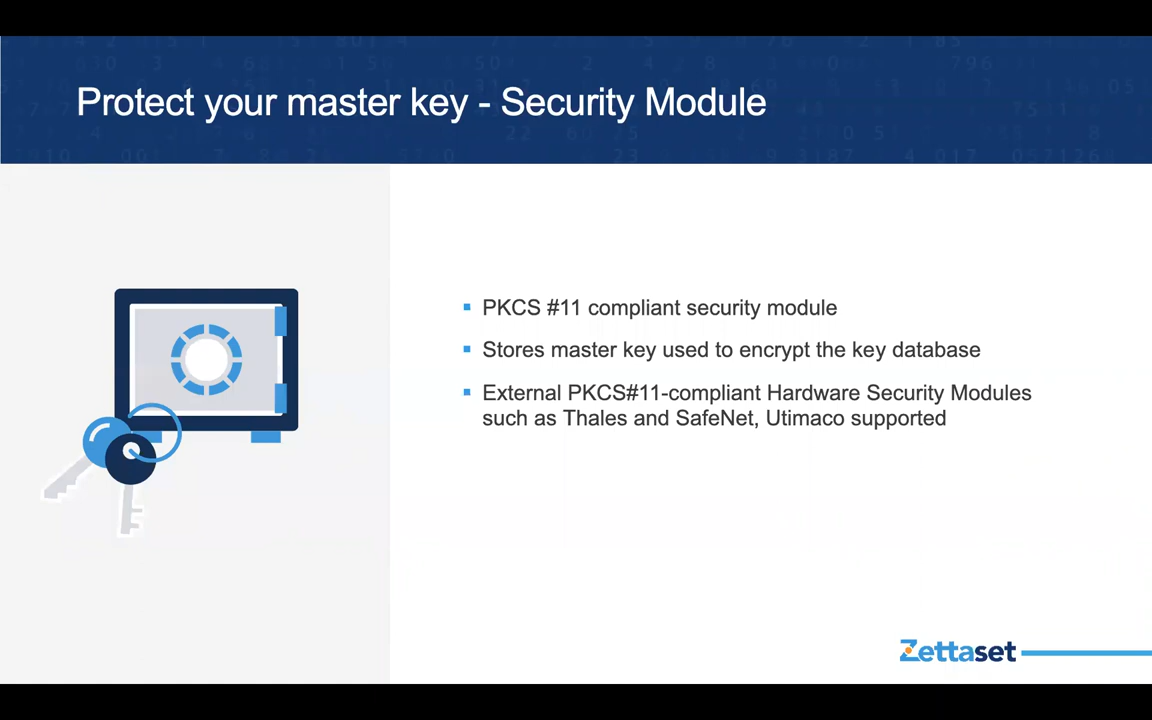 Protect your master key - Security Module
PKCS #11 compliant security module
Stores master key used to encrypt the key database
External PKCS#11-compliant Hardware Security Modules
such as Thales and SafeNet, Utimaco supported
Zettaset